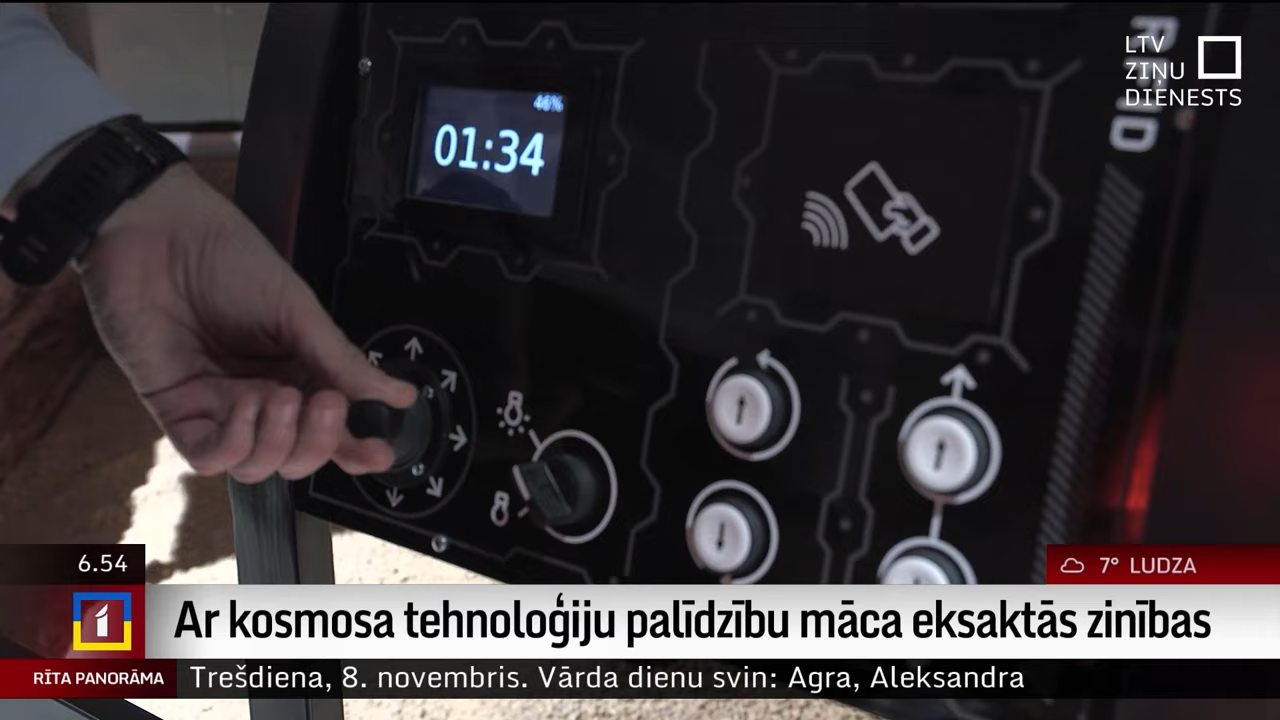 LTV
ZIŅU
DIENESTS
46%
01:34
6.54
7° LUDZA
1
Ar kosmosa tehnoloģiju palīdzību māca eksaktās zinības
RĪTA PANORĀMA
Trešdiena, 8. novembris. Vārda dienu svin: Agra, Aleksandra